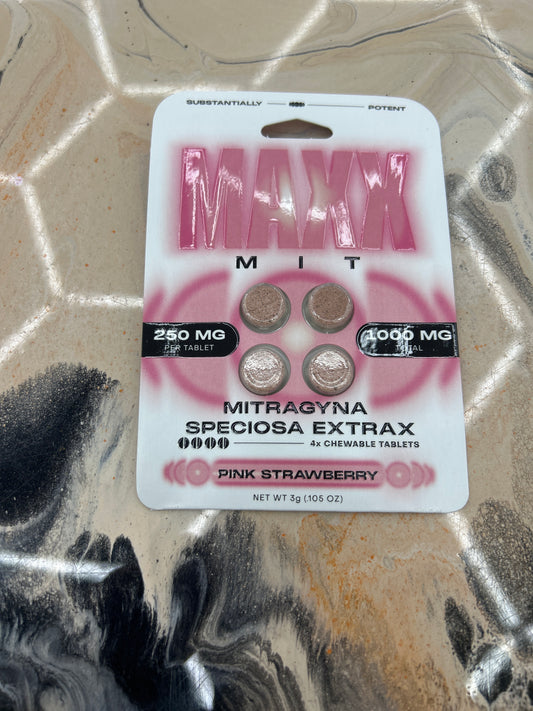 SUBSTANTIALLY POTENT
MAXX
MIT
250 MG
PER TABLET
1000 MG
TOTAL
MITRAGYNA
SPECIOSA EXTRAX
4x CHEWABLE TABLETS
PINK STRAWBERRY
NET WT 3g (.105 OZ)